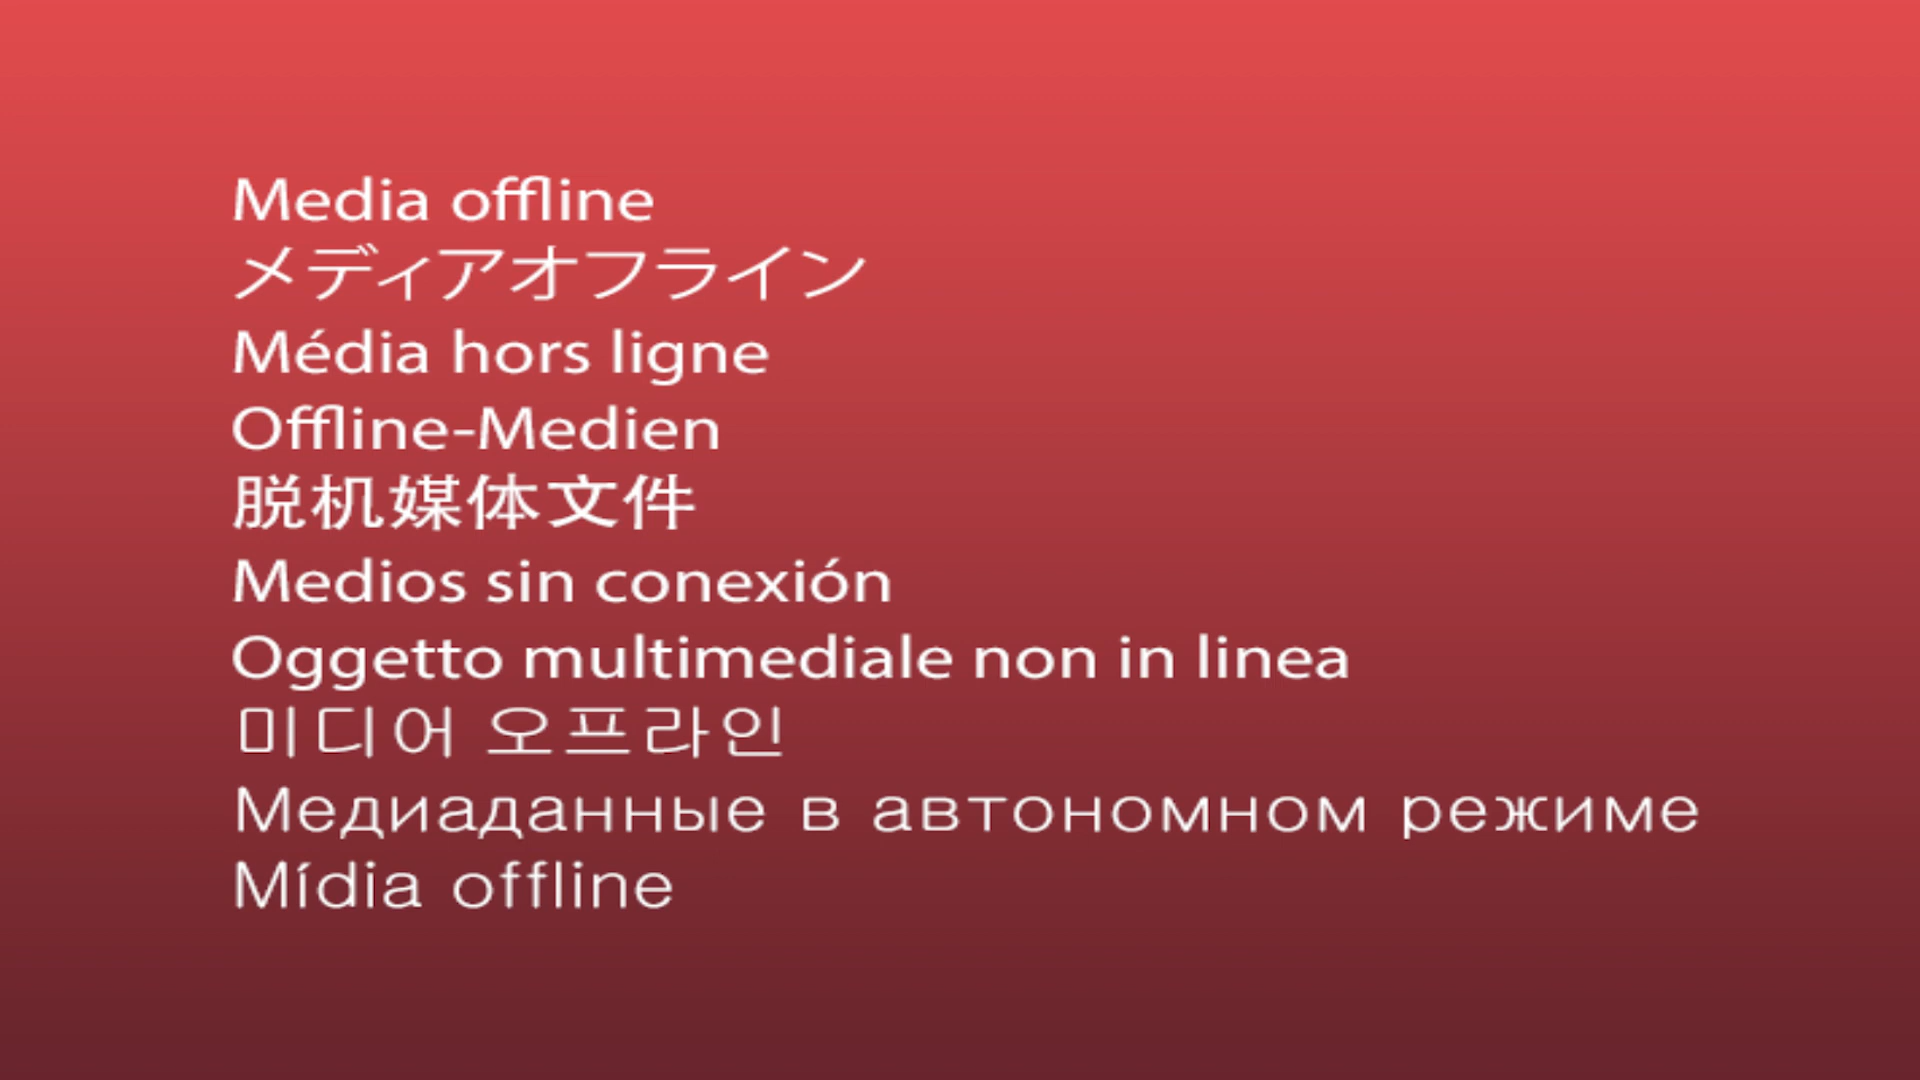 Media offline
メディアオフライン
Média hors ligne
Offline-Medien
脱机媒体文件
Medios sin conexión
Oggetto multimediale non in linea
미디어 오프라인
Медиаданные в автономном режиме
Mídia offline